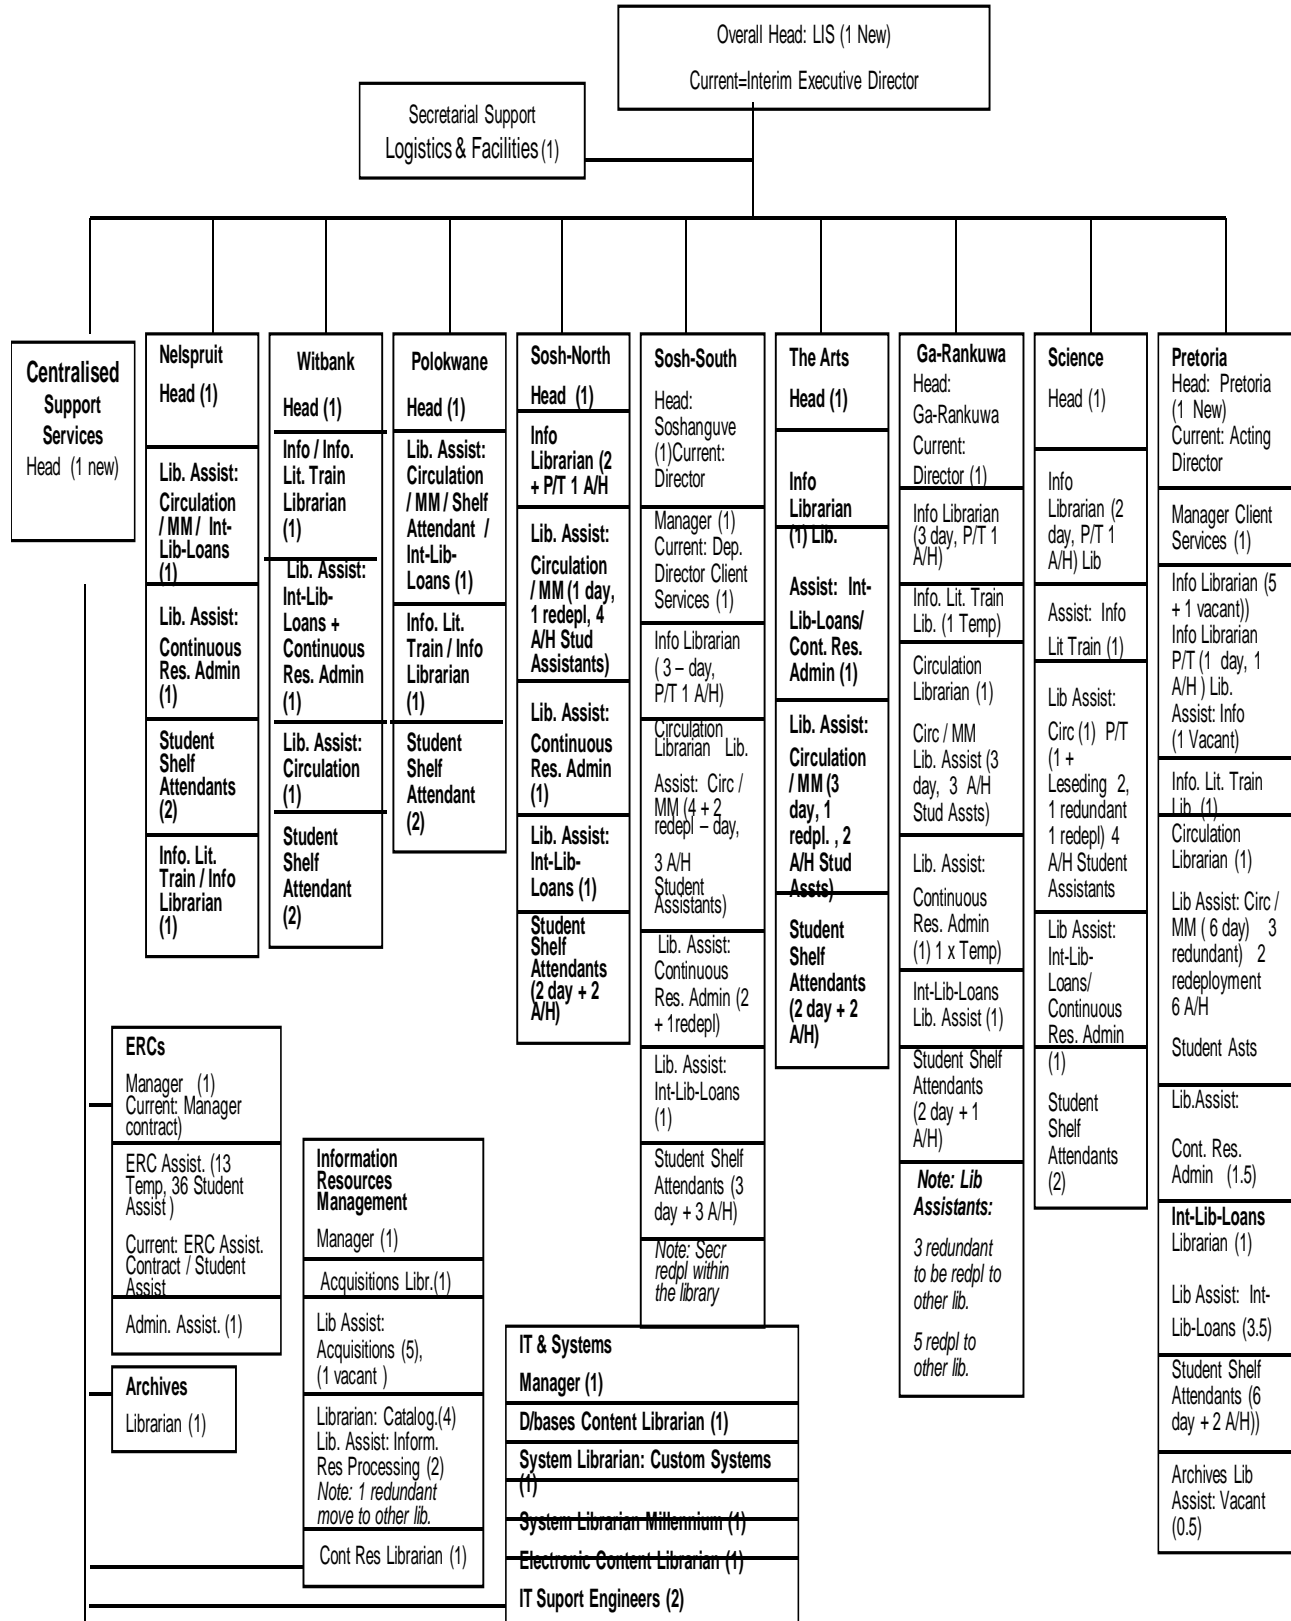 Overall Head: LIS (1 New)
Current=Interim Executive Director
Secretarial Support
Logistics & Facilities (1)
Centralised
Support
Services
Head (1 new)
Nelspruit
Head (1)
Lib. Assist:
Circulation
/ MM / Int-
Lib-Loans
(1)
Lib. Assist:
Continuous
Res. Admin
(1)
Student
Shelf
Attendants
(2)
Info. Lit.
Train / Info
Librarian
(1)
Witbank
Head (1)
Info / Info.
Lit. Train
Librarian
(1)
Lib. Assist:
Int-Lib-
Loans +
Continuous
Res. Admin
(1)
Lib. Assist:
Circulation
(1)
Student
Shelf
Attendant
(2)
Polokwane
Head (1)
Lib. Assist:
Circulation
/ MM / Shelf
Attendant /
Int-Lib-
Loans (1)
Info. Lit.
Train / Info
Librarian
(1)
Student
Shelf
Attendant
(2)
Sosh-North
Head (1)
Info
Librarian (2
+ P/T 1 A/H
Lib. Assist:
Circulation
/ MM (1 day,
1 redepl, 4
A/H Stud
Assistants)
Lib. Assist:
Continuous
Res. Admin
(1)
Lib. Assist:
Int-Lib-
Loans (1)
Student
Shelf
Attendants
(2 day + 2
A/H)
Sosh-South
Head:
Soshanguve
(1)Current:
Director
Manager (1)
Current: Dep.
Director Client
Services (1)
Info Librarian
( 3 – day,
P/T 1 A/H)
Circulation
Librarian Lib.
Assist: Circ /
MM (4 + 2
redepl – day,
3 A/H
Student
Assistants)
Lib. Assist:
Continuous
Res. Admin (2
+ 1redepl)
Lib. Assist:
Int-Lib-Loans
(1)
Student Shelf
Attendants (3
day + 3 A/H)
Note: Secr
redpl within
the library
The Arts
Head (1)
Info
Librarian
(1) Lib.
Assist: Int-
Lib-Loans/
Cont. Res.
Admin (1)
Lib. Assist:
Circulation
/ MM (3
day, 1
redpl. , 2
A/H Stud
Assts)
Student
Shelf
Attendants
(2 day + 2
A/H)
Ga-Rankuwa
Head:
Ga-Rankuwa
Current:
Director (1)
Info Librarian
(3 day, P/T 1
A/H)
Info. Lit. Train
Lib. (1 Temp)
Circulation
Librarian (1)
Circ / MM
Lib. Assist (3
day, 3 A/H
Stud Assts)
Lib. Assist:
Continuous
Res. Admin
(1) 1 x Temp)
Int-Lib-Loans
Lib. Assist (1)
Student Shelf
Attendants
(2 day + 1
A/H)
Note: Lib
Assistants:
3 redundant
to be redpl to
other lib.
5 redpl to
other lib.
Science
Head (1)
Info
Librarian (2
day, P/T 1
A/H) Lib
Assist: Info
Lit Train (1)
Lib Assist:
Circ (1) P/T
(1 +
Leseding 2,
1 redundant
1 redepl) 4
A/H Student
Assistants
Lib Assist:
Int-Lib-
Loans/
Continuous
Res. Admin
(1)
Student
Shelf
Attendants
(2)
Pretoria
Head: Pretoria
(1 New)
Current: Acting
Director
Manager Client
Services (1)
Info Librarian (5
+ 1 vacant))
Info Librarian
P/T (1 day, 1
A/H ) Lib.
Assist: Info
(1 Vacant)
Info. Lit. Train
Lib. (1)
Circulation
Librarian (1)
Lib Assist: Circ /
MM ( 6 day) 3
redundant) 2
redeployment
6 A/H
Student Asts
Lib.Assist:
Cont. Res.
Admin (1.5)
Int-Lib-Loans
Librarian (1)
Lib Assist: Int-
Lib-Loans (3.5)
Student Shelf
Attendants (6
day + 2 A/H))
Archives Lib
Assist: Vacant
(0.5)
ERCs
Manager (1)
Current: Manager
contract)
ERC Assist. (13
Temp, 36 Student
Assist )
Current: ERC Assist.
Contract / Student
Assist
Admin. Assist. (1)
Archives
Librarian (1)
Information
Resources
Management
Manager (1)
Acquisitions Libr.(1)
Lib Assist:
Acquisitions (5),
(1 vacant )
Librarian: Catalog.(4)
Lib. Assist: Inform.
Res Processing (2)
Note: 1 redundant
move to other lib.
Cont Res Librarian (1)
IT & Systems
Manager (1)
D/bases Content Librarian (1)
System Librarian: Custom Systems
(1)
System Librarian Millennium (1)
Electronic Content Librarian (1)
IT Suport Engineers (2)